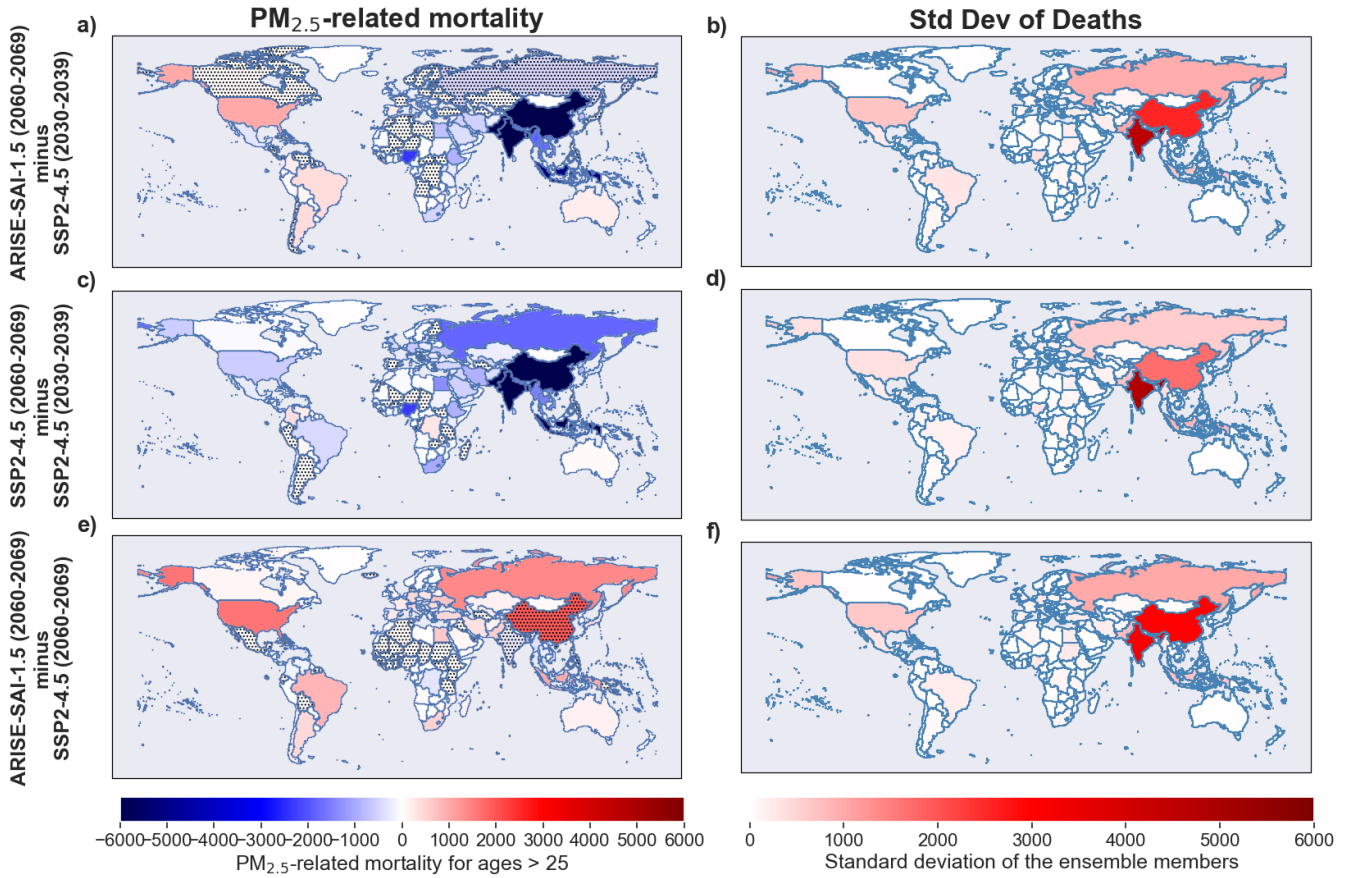 PM2.5-related mortality
Std Dev of Deaths
a)
b)
ARISE-SAI-1.5 (2060-2069)
minus
SSP2-4.5 (2030-2039)
c)
d)
SSP2-4.5 (2060-2069)
minus
SSP2-4.5 (2030-2039)
e)
f)
ARISE-SAI-1.5 (2060-2069)
minus
SSP2-4.5 (2060-2069)
−6000 −5000 −4000 −3000 −2000 −1000 0 1000 2000 3000 4000 5000 6000
PM2.5-related mortality for ages > 25
0 1000 2000 3000 4000 5000 6000
Standard deviation of the ensemble members